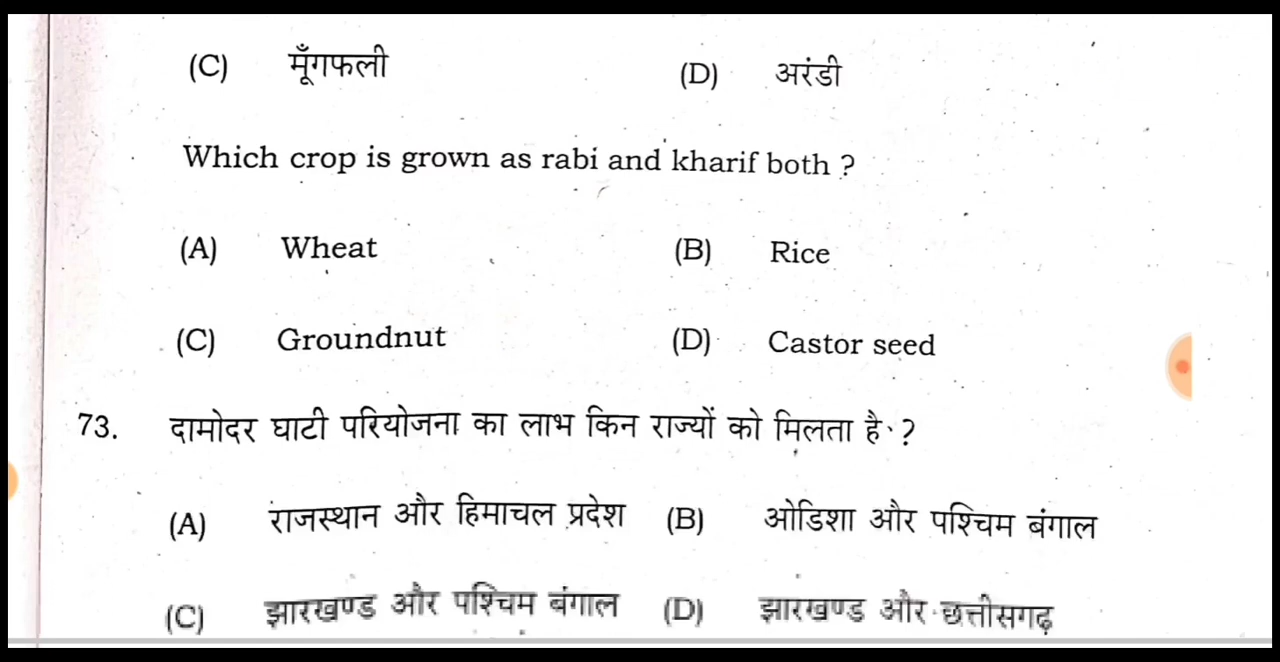 (C) मूँगफली (D) अरंडी
Which crop is grown as rabi and kharif both ?
(A) Wheat (B) Rice
(C) Groundnut (D) Castor seed
73. दामोदर घाटी परियोजना का लाभ किन राज्यों को मिलता है ?
(A) राजस्थान और हिमाचल प्रदेश (B) ओडिशा और पश्चिम बंगाल
(C) झारखण्ड और पश्चिम बंगाल (D) झारखण्ड और छत्तीसगढ़